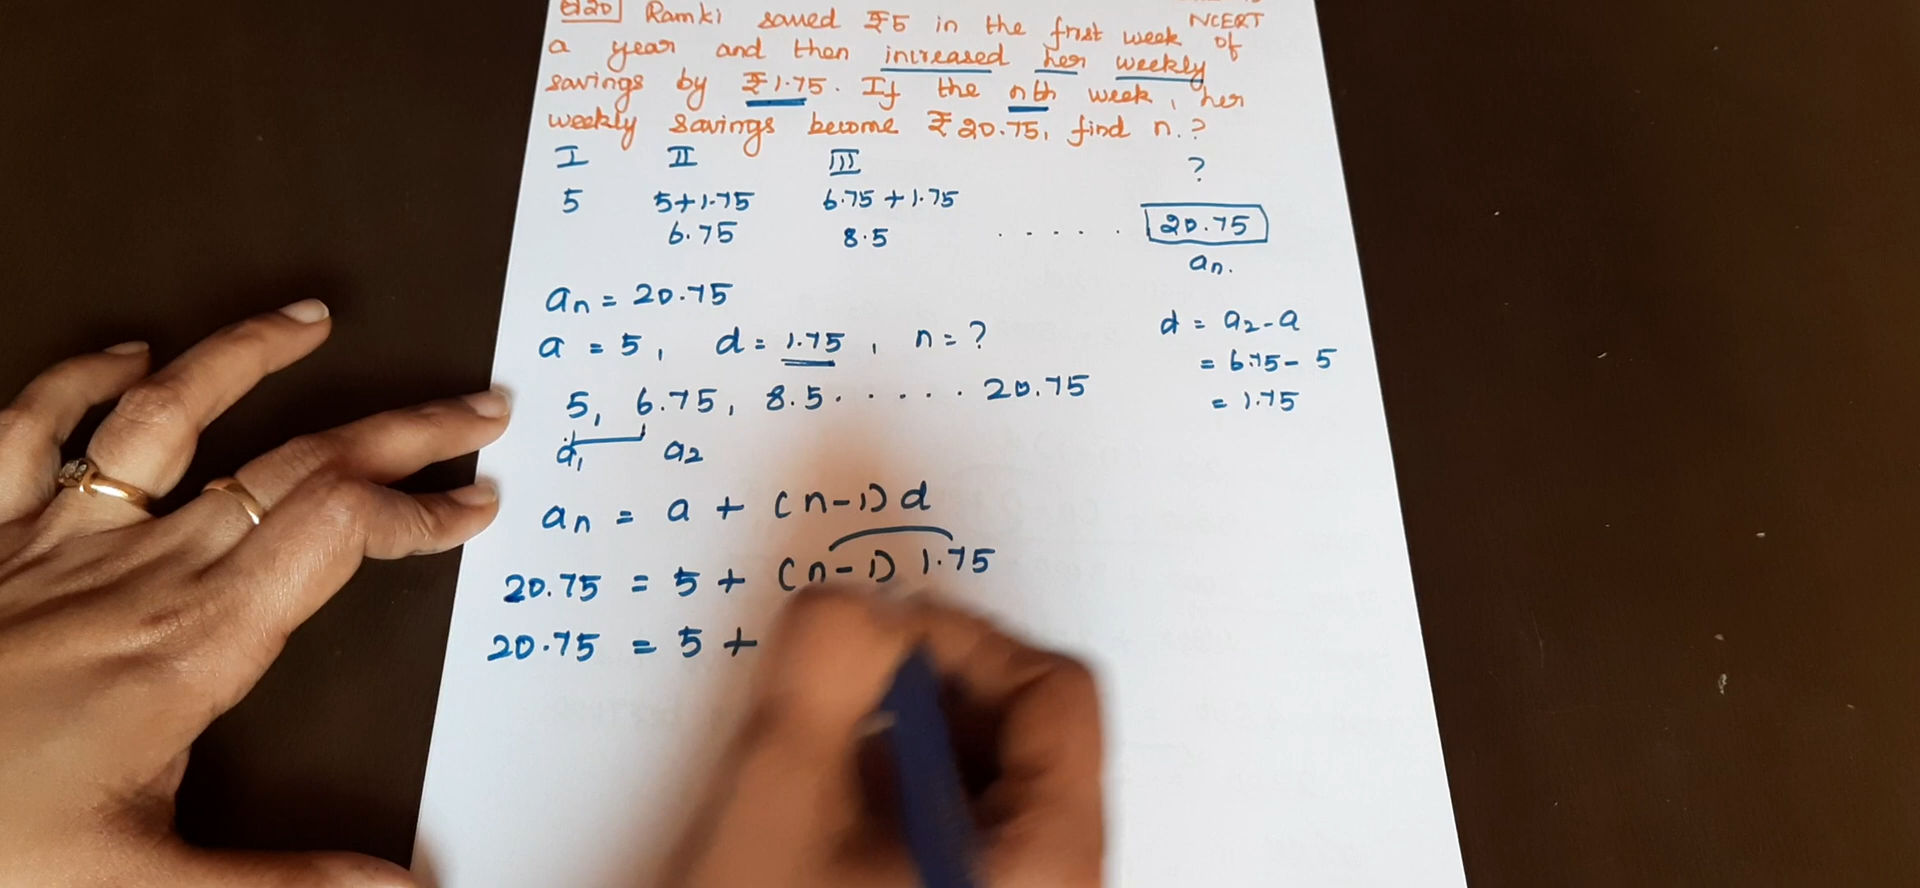 Q20] Ramki saved ₹5 in the frist week of NCERT
a year and then increased her weekly
savings by ₹1.75. If the nth week, her
weekly savings become ₹20.75, find n.?
I II III ?
5 5+1.75 6.75+1.75
6.75 8.5 ..... 20.75
an.
an = 20.75
a = 5, d = 1.75, n = ?
5, 6.75, 8.5...... 20.75
a1 a2
d = a2-a
= 6.75- 5
= 1.75
an = a + (n-1)d
20.75 = 5 + (n-1) 1.75
20.75 = 5 +